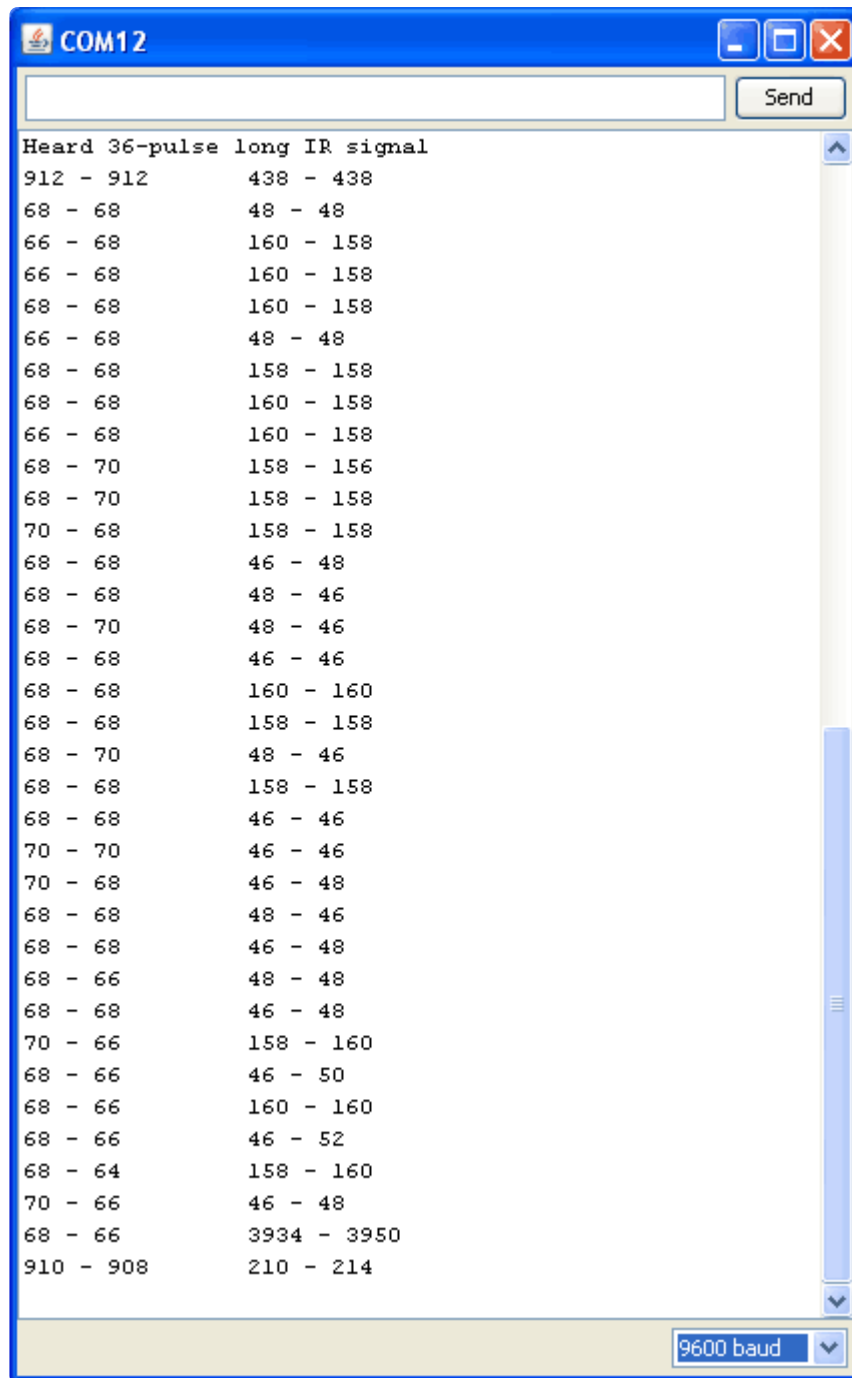 COM12
Send
Heard 36-pulse long IR signal
912 - 912 438 - 438
68 - 68 48 - 48
66 - 68 160 - 158
66 - 68 160 - 158
68 - 68 160 - 158
66 - 68 48 - 48
68 - 68 158 - 158
68 - 68 160 - 158
66 - 68 160 - 158
68 - 70 158 - 156
68 - 70 158 - 158
70 - 68 158 - 158
68 - 68 46 - 48
68 - 68 48 - 46
68 - 70 48 - 46
68 - 68 46 - 46
68 - 68 160 - 160
68 - 68 158 - 158
68 - 70 48 - 46
68 - 68 158 - 158
68 - 68 46 - 46
70 - 70 46 - 46
70 - 68 46 - 48
68 - 68 48 - 46
68 - 68 46 - 48
68 - 66 48 - 48
68 - 68 46 - 48
70 - 66 158 - 160
68 - 66 46 - 50
68 - 66 160 - 160
68 - 66 46 - 52
68 - 64 158 - 160
70 - 66 46 - 48
68 - 66 3934 - 3950
910 - 908 210 - 214
9600 baud